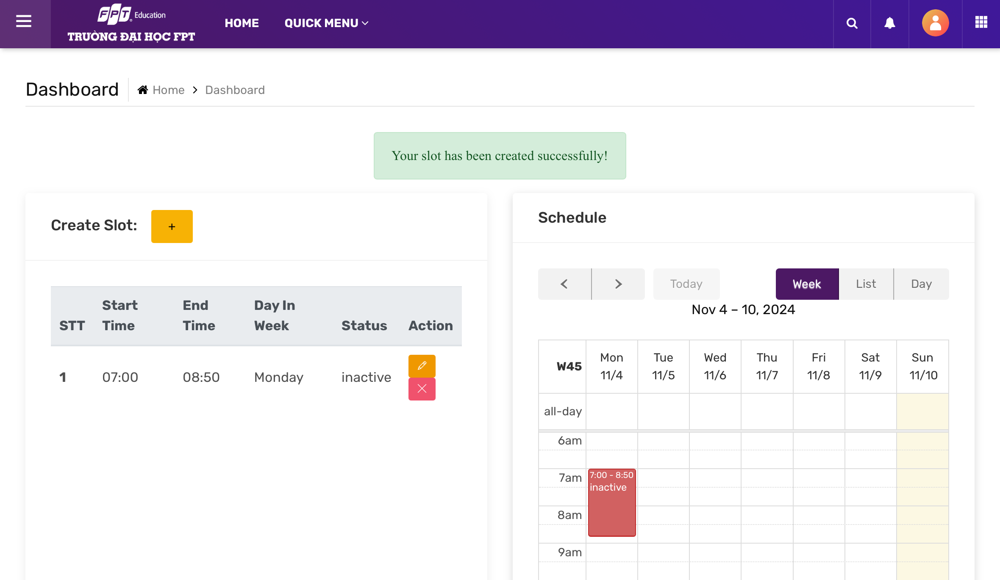 FPT Education
TRƯỜNG ĐẠI HỌC FPT
HOME
QUICK MENU
Dashboard
Home
Dashboard
Your slot has been created successfully!
Create Slot:
+
STT
Start Time
End Time
Day In Week
Status
Action
1
07:00
08:50
Monday
inactive
Schedule
Today
Week
List
Day
Nov 4 – 10, 2024
W45
Mon 11/4
Tue 11/5
Wed 11/6
Thu 11/7
Fri 11/8
Sat 11/9
Sun 11/10
all-day
6am
7am
7:00 - 8:50
inactive
8am
9am